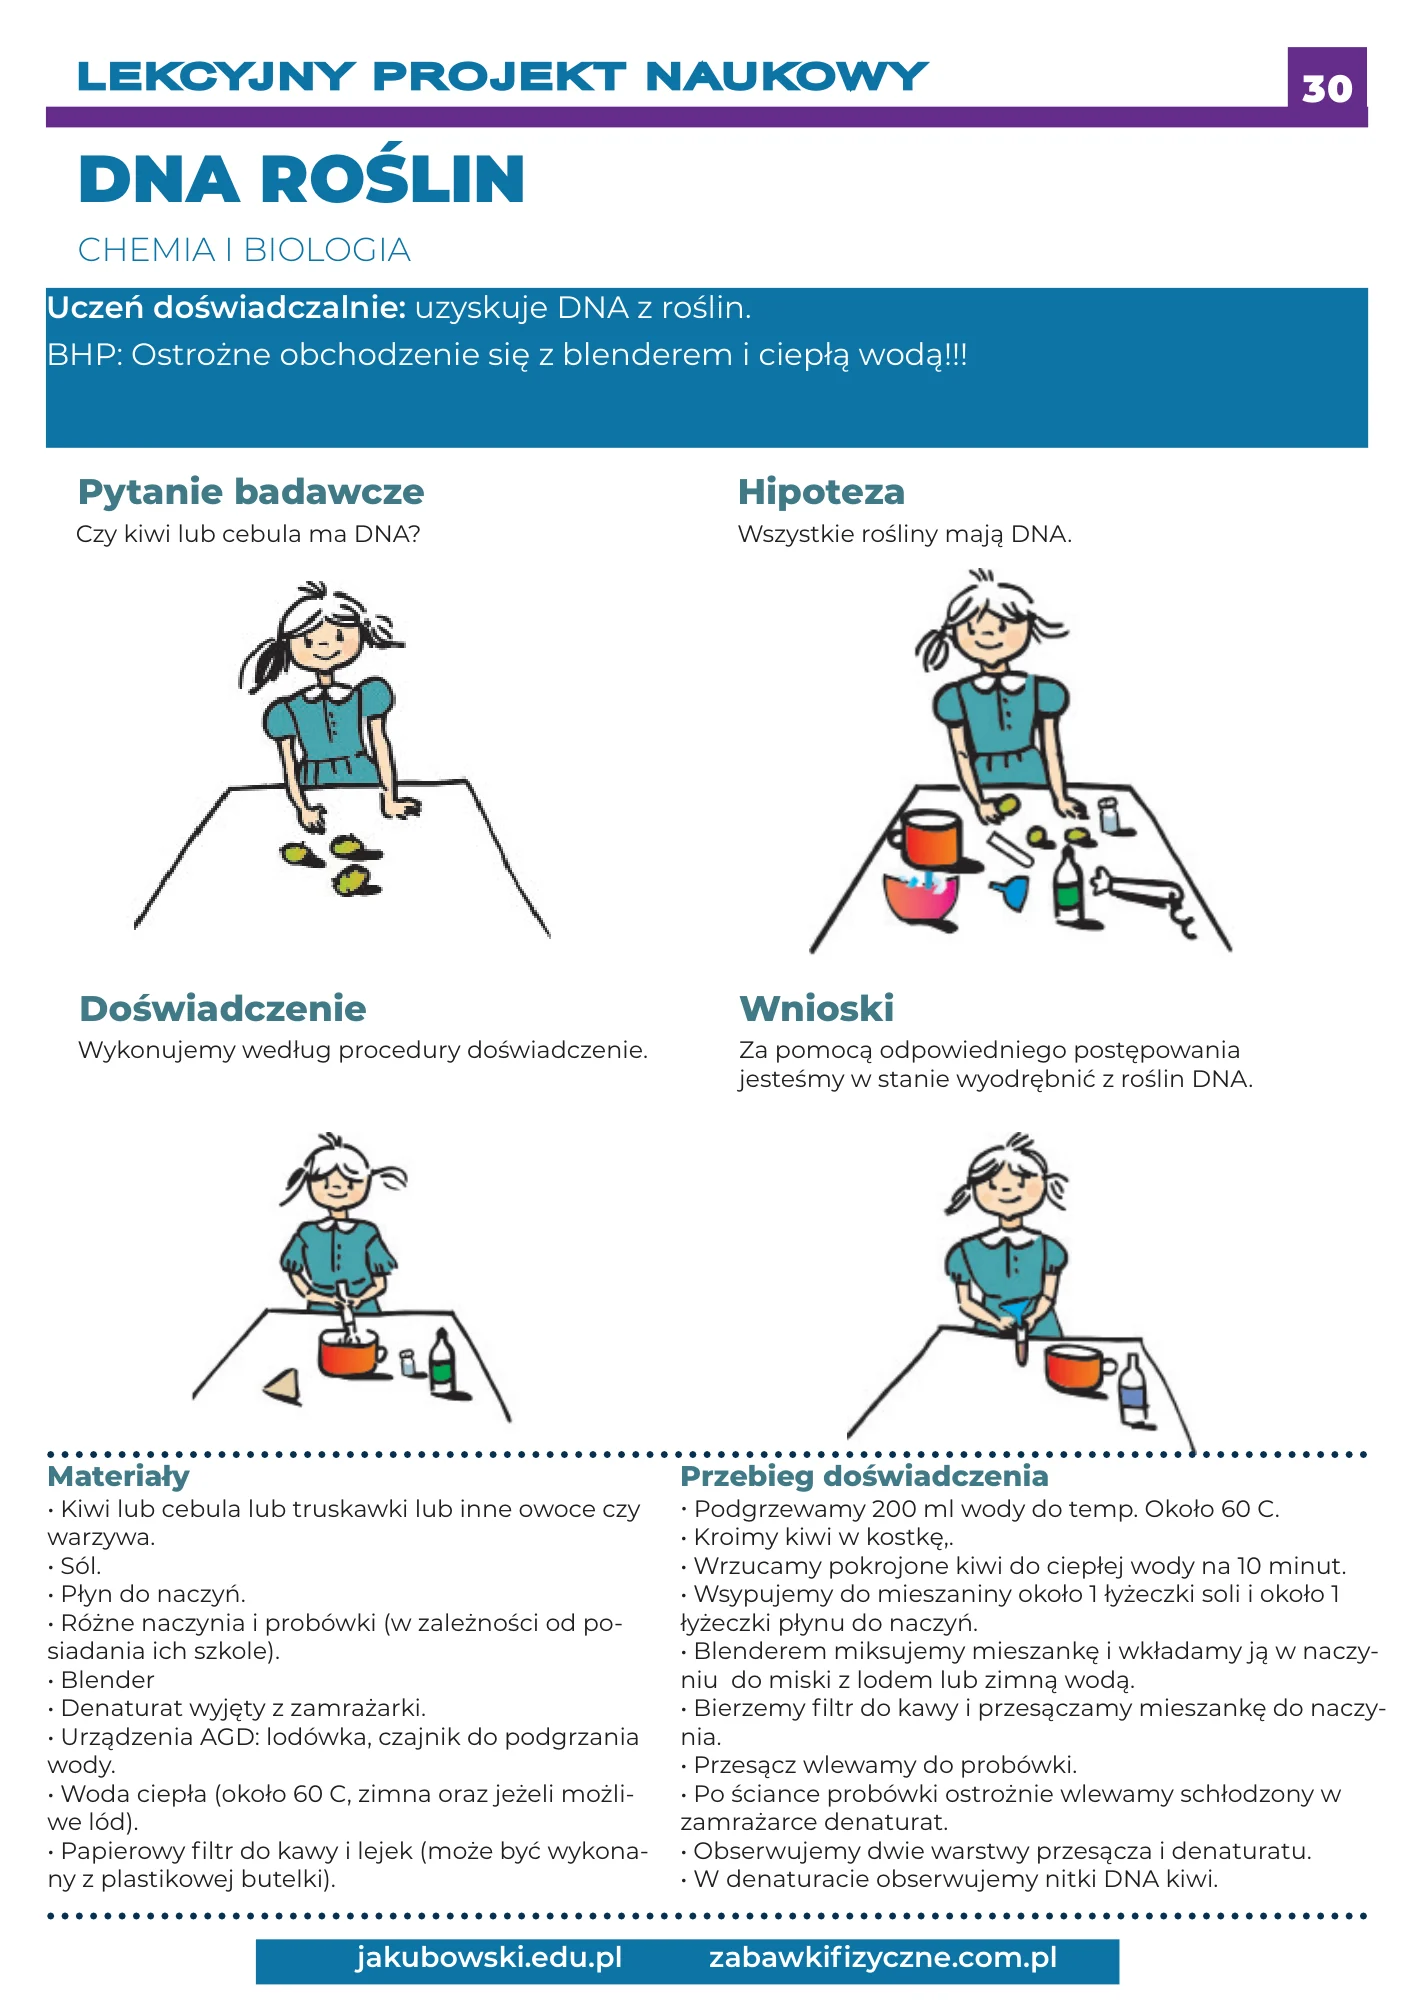 LEKCYJNY PROJEKT NAUKOWY
30
DNA ROŚLIN
CHEMIA I BIOLOGIA
Uczeń doświadczalnie: uzyskuje DNA z roślin.
BHP: Ostrożne obchodzenie się z blenderem i ciepłą wodą!!!
Pytanie badawcze
Czy kiwi lub cebula ma DNA?
Hipoteza
Wszystkie rośliny mają DNA.
Doświadczenie
Wykonujemy według procedury doświadczenie.
Wnioski
Za pomocą odpowiedniego postępowania
jesteśmy w stanie wyodrębnić z roślin DNA.
Materiały
• Kiwi lub cebula lub truskawki lub inne owoce czy
warzywa.
• Sól.
• Płyn do naczyń.
• Różne naczynia i probówki (w zależności od po-
siadania ich szkole).
• Blender
• Denaturat wyjęty z zamrażarki.
• Urządzenia AGD: lodówka, czajnik do podgrzania
wody.
• Woda ciepła (około 60 C, zimna oraz jeżeli możli-
we lód).
• Papierowy filtr do kawy i lejek (może być wykona-
ny z plastikowej butelki).
Przebieg doświadczenia
• Podgrzewamy 200 ml wody do temp. Około 60 C.
• Kroimy kiwi w kostkę,.
• Wrzucamy pokrojone kiwi do ciepłej wody na 10 minut.
• Wsypujemy do mieszaniny około 1 łyżeczki soli i około 1
łyżeczki płynu do naczyń.
• Blenderem miksujemy mieszankę i wkładamy ją w naczy-
niu  do miski z lodem lub zimną wodą.
• Bierzemy filtr do kawy i przesączamy mieszankę do naczy-
nia.
• Przesącz wlewamy do probówki.
• Po ściance probówki ostrożnie wlewamy schłodzony w
zamrażarce denaturat.
• Obserwujemy dwie warstwy przesącza i denaturatu.
• W denaturacie obserwujemy nitki DNA kiwi.
jakubowski.edu.pl zabawkifizyczne.com.pl